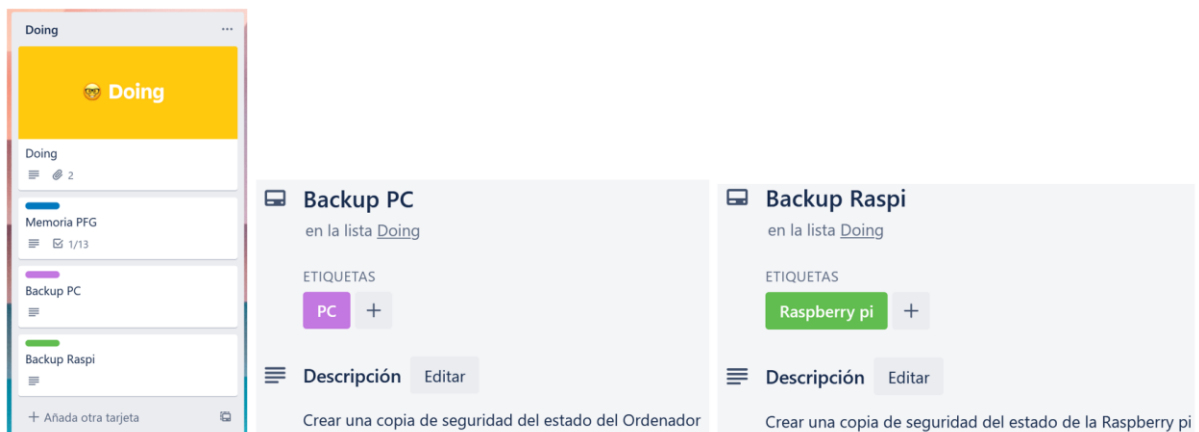 Doing
Doing
Doing
2
Memoria PFG
1/13
Backup PC
Backup Raspi
+ Añada otra tarjeta
Backup PC
en la lista Doing
ETIQUETAS
PC +
Descripción Editar
Crear una copia de seguridad del estado del Ordenador
Backup Raspi
en la lista Doing
ETIQUETAS
Raspberry pi +
Descripción Editar
Crear una copia de seguridad del estado de la Raspberry pi